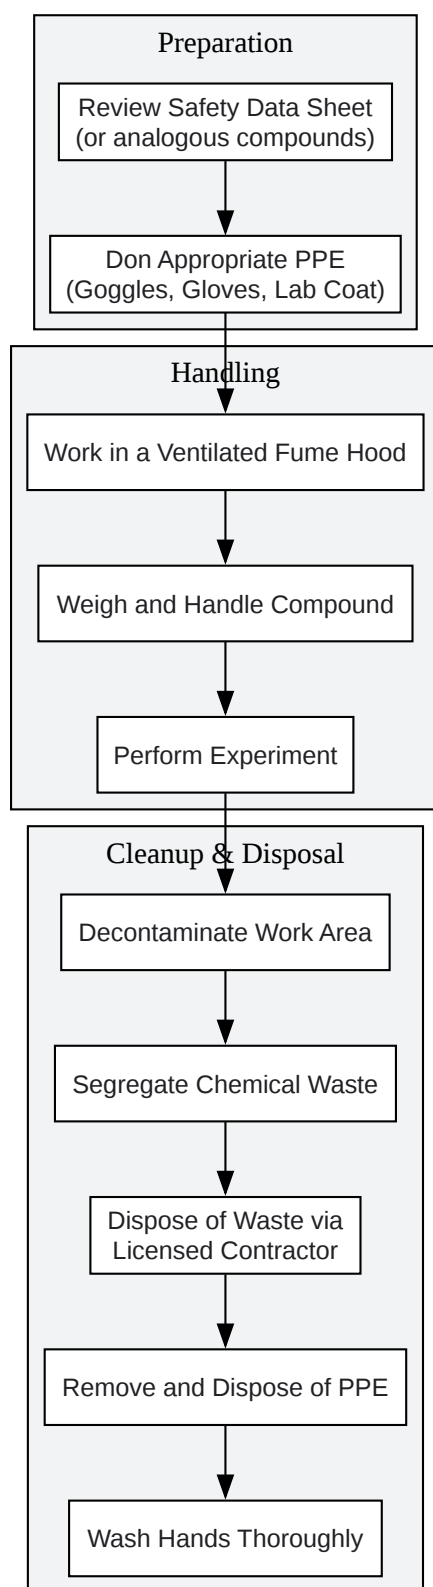 Preparation
Review Safety Data Sheet
(or analogous compounds)
Don Appropriate PPE
(Goggles, Gloves, Lab Coat)
Handling
Work in a Ventilated Fume Hood
Weigh and Handle Compound
Perform Experiment
Cleanup & Disposal
Decontaminate Work Area
Segregate Chemical Waste
Dispose of Waste via
Licensed Contractor
Remove and Dispose of PPE
Wash Hands Thoroughly